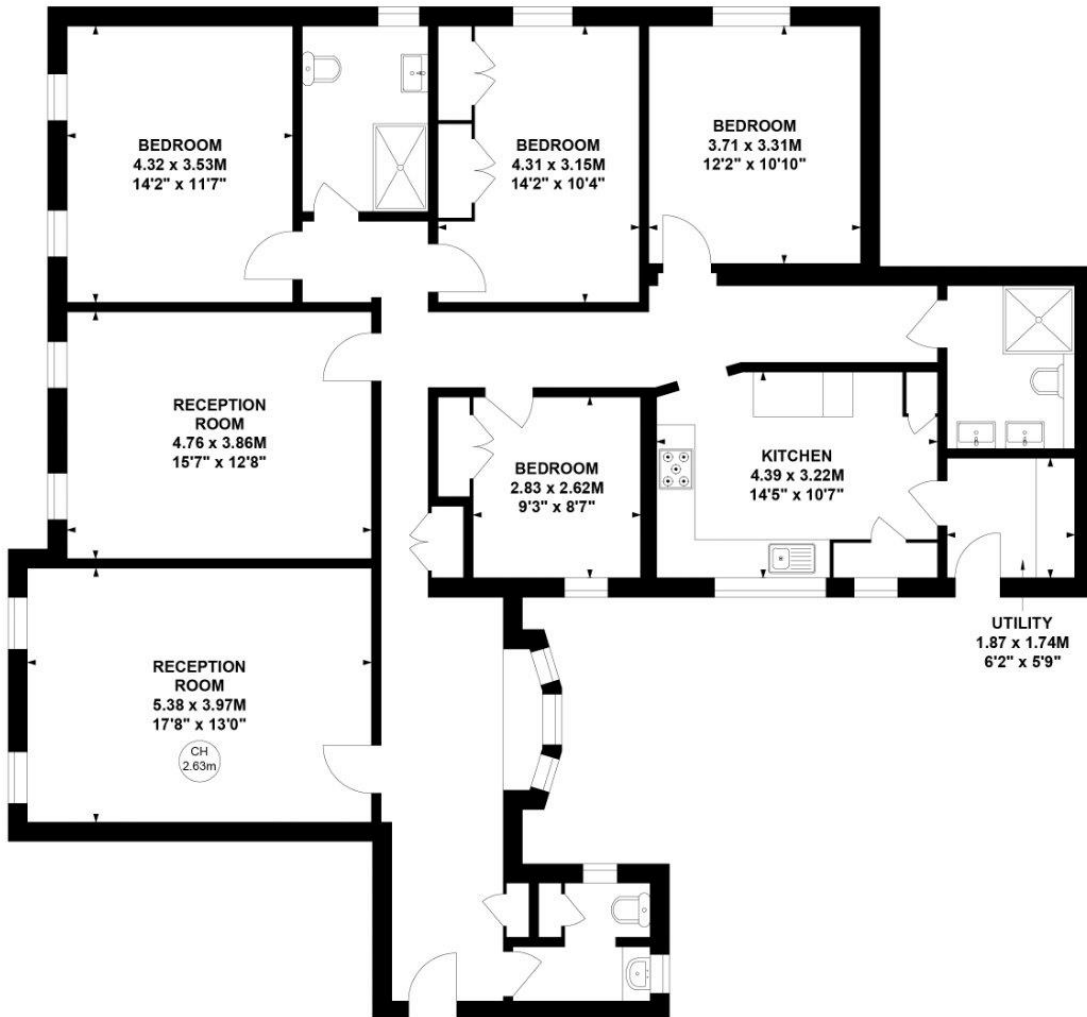 BEDROOM
4.32 x 3.53M
14'2" x 11'7"
BEDROOM
4.31 x 3.15M
14'2" x 10'4"
BEDROOM
3.71 x 3.31M
12'2" x 10'10"
RECEPTION
ROOM
4.76 x 3.86M
15'7" x 12'8"
BEDROOM
2.83 x 2.62M
9'3" x 8'7"
KITCHEN
4.39 x 3.22M
14'5" x 10'7"
UTILITY
1.87 x 1.74M
6'2" x 5'9"
RECEPTION
ROOM
5.38 x 3.97M
17'8" x 13'0"
CH
2.63m